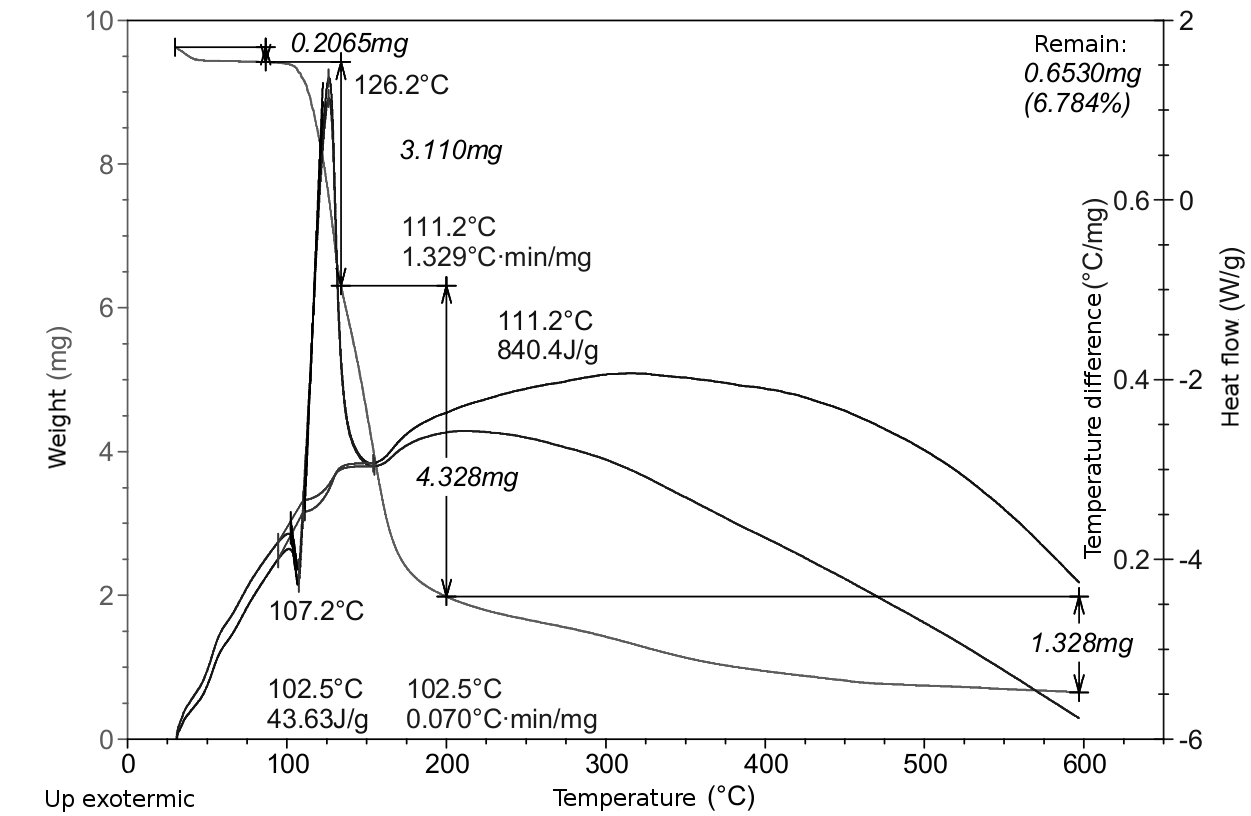 10
8
6
4
2
0
Weight (mg)
0.2065mg
126.2°C
3.110mg
111.2°C
1.329°C·min/mg
111.2°C
840.4J/g
4.328mg
107.2°C
102.5°C
43.63J/g
102.5°C
0.070°C·min/mg
1.328mg
Remain:
0.6530mg
(6.784%)
0.6
0.4
0.2
Temperature difference (°C/mg)
2
0
-2
-4
-6
Heat flow (W/g)
0 100 200 300 400 500 600
Up exotermic
Temperature (°C)